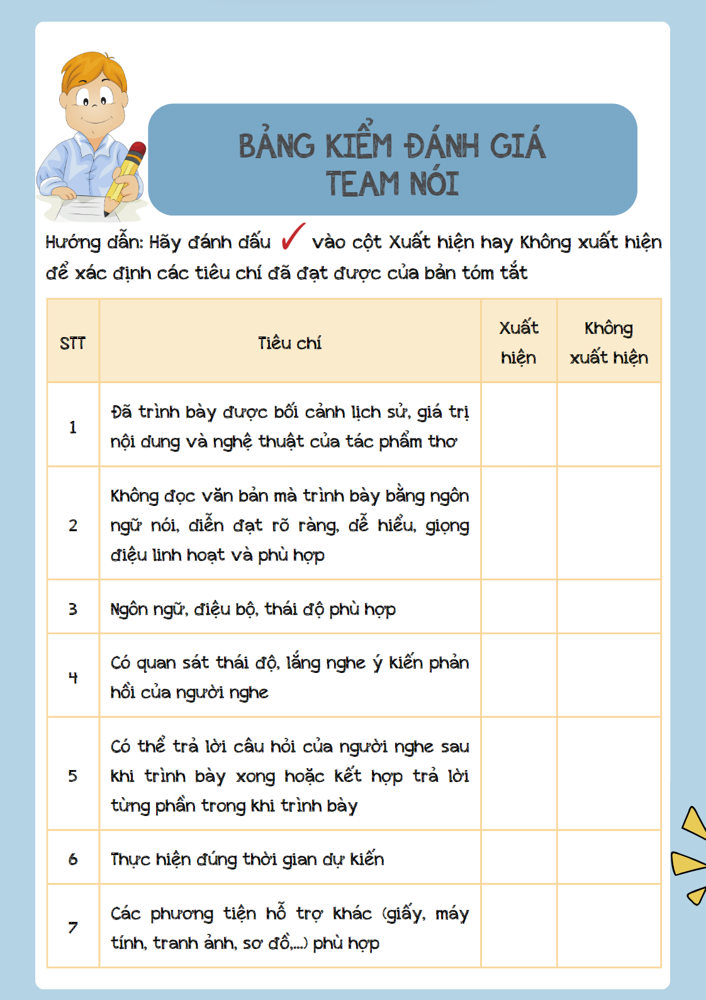 BẢNG KIỂM ĐÁNH GIÁ
TEAM NÓI
Hướng dẫn: Hãy đánh dấu ✓ vào cột Xuất hiện hay Không xuất hiện
để xác định các tiêu chí đã đạt được của bản tóm tắt
STT
Tiêu chí
Xuất
hiện
Không
xuất hiện
1
Đã trình bày được bối cảnh lịch sử, giá trị
nội dung và nghệ thuật của tác phẩm thơ
2
Không đọc văn bản mà trình bày bằng ngôn
ngữ nói, diễn đạt rõ ràng, dễ hiểu, giọng
điệu linh hoạt và phù hợp
3
Ngôn ngữ, điệu bộ, thái độ phù hợp
4
Có quan sát thái độ, lắng nghe ý kiến phản
hồi của người nghe
5
Có thể trả lời câu hỏi của người nghe sau
khi trình bày xong hoặc kết hợp trả lời
từng phần trong khi trình bày
6
Thực hiện đúng thời gian dự kiến
7
Các phương tiện hỗ trợ khác (giấy, máy
tính, tranh ảnh, sơ đồ,...) phù hợp